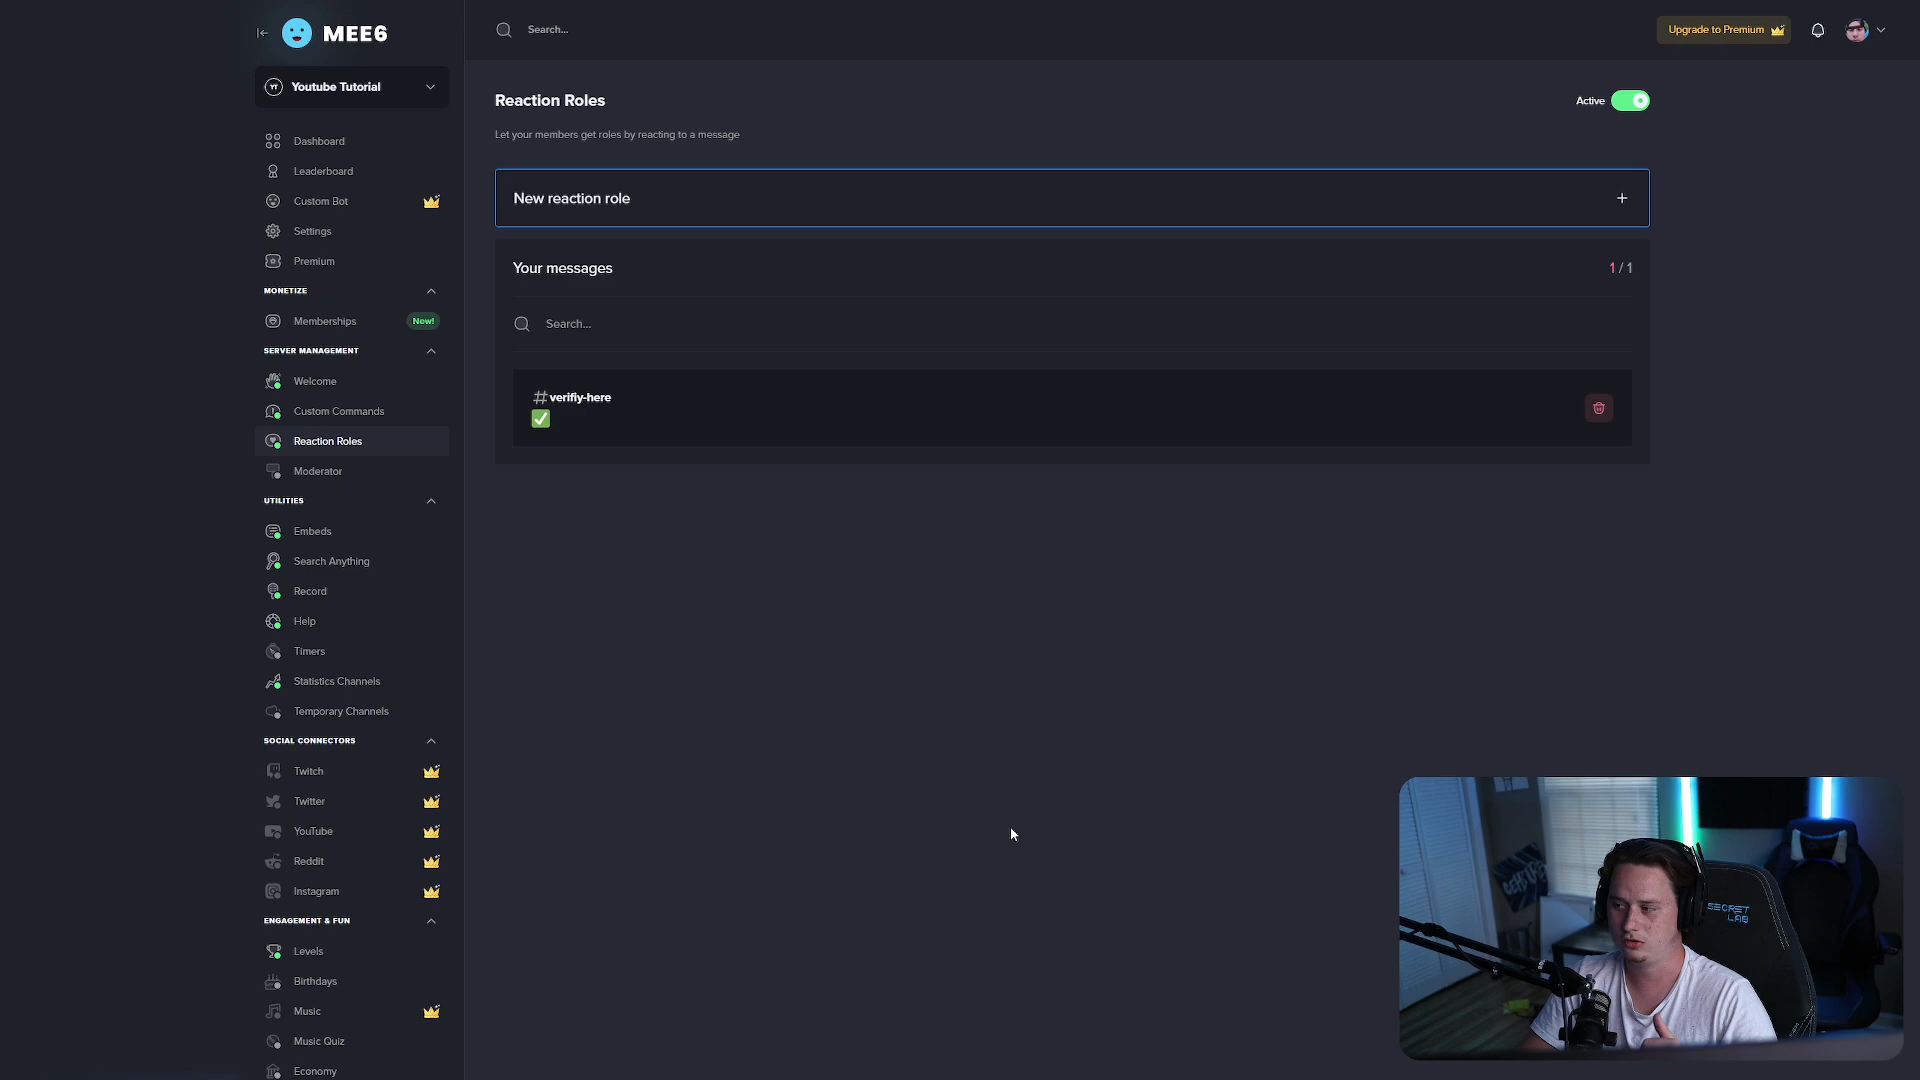 MEE6
Search...
Upgrade to Premium
YT
Youtube Tutorial
Dashboard
Leaderboard
Custom Bot
Settings
Premium
MONETIZE
Memberships
New!
SERVER MANAGEMENT
Welcome
Custom Commands
Reaction Roles
Moderator
UTILITIES
Embeds
Search Anything
Record
Help
Timers
Statistics Channels
Temporary Channels
SOCIAL CONNECTORS
Twitch
Twitter
YouTube
Reddit
Instagram
ENGAGEMENT & FUN
Levels
Birthdays
Music
Music Quiz
Economy
Reaction Roles
Active
Let your members get roles by reacting to a message
New reaction role
+
Your messages
1 / 1
Search...
#verifiy-here
SECRET
LAB